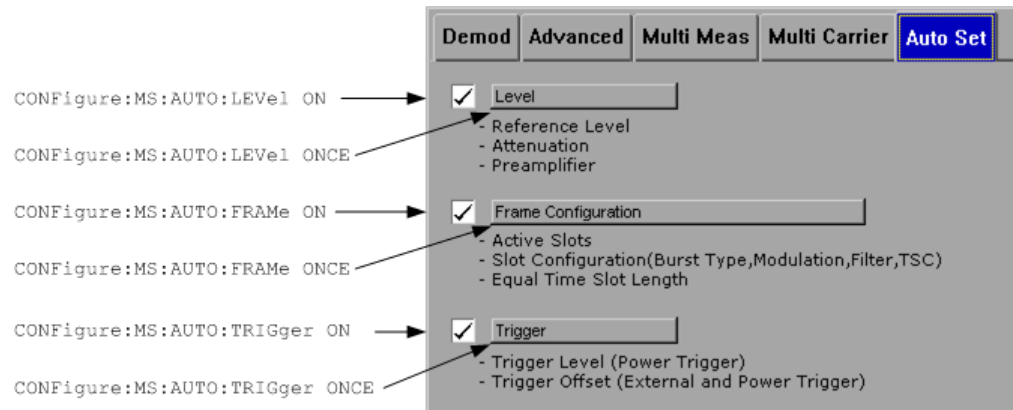 Demod Advanced Multi Meas Multi Carrier Auto Set
CONFigure:MS:AUTO:LEVel ON
Level
- Reference Level
CONFigure:MS:AUTO:LEVel ONCE
- Attenuation
- Preamplifier
CONFigure:MS:AUTO:FRAMe ON
Frame Configuration
- Active Slots
- Slot Configuration(Burst Type,Modulation,Filter,TSC)
CONFigure:MS:AUTO:FRAMe ONCE
- Equal Time Slot Length
CONFigure:MS:AUTO:TRIGger ON
Trigger
- Trigger Level (Power Trigger)
- Trigger Offset (External and Power Trigger)
CONFigure:MS:AUTO:TRIGger ONCE